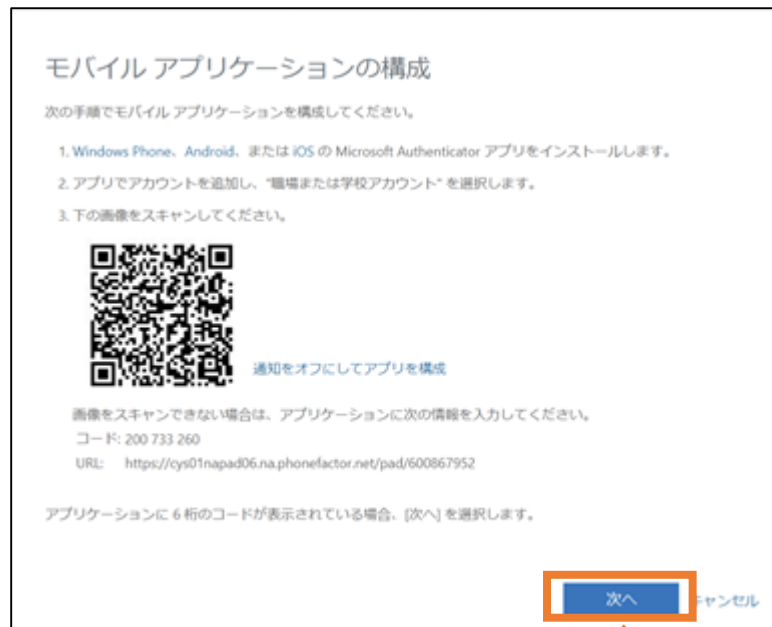 モバイル アプリケーションの構成
次の手順でモバイル アプリケーションを構成してください。
1. Windows Phone、Android、または iOS の Microsoft Authenticator アプリをインストールします。
2. アプリでアカウントを追加し、"職場または学校アカウント" を選択します。
3. 下の画像をスキャンしてください。
通知をオフにしてアプリを構成
画像をスキャンできない場合は、アプリケーションに次の情報を入力してください。
コード: 200 733 260
URL: https://cys01napad06.na.phonefactor.net/pad/600867952
アプリケーションに 6 桁のコードが表示されている場合、[次へ] を選択します。
次へ キャンセル